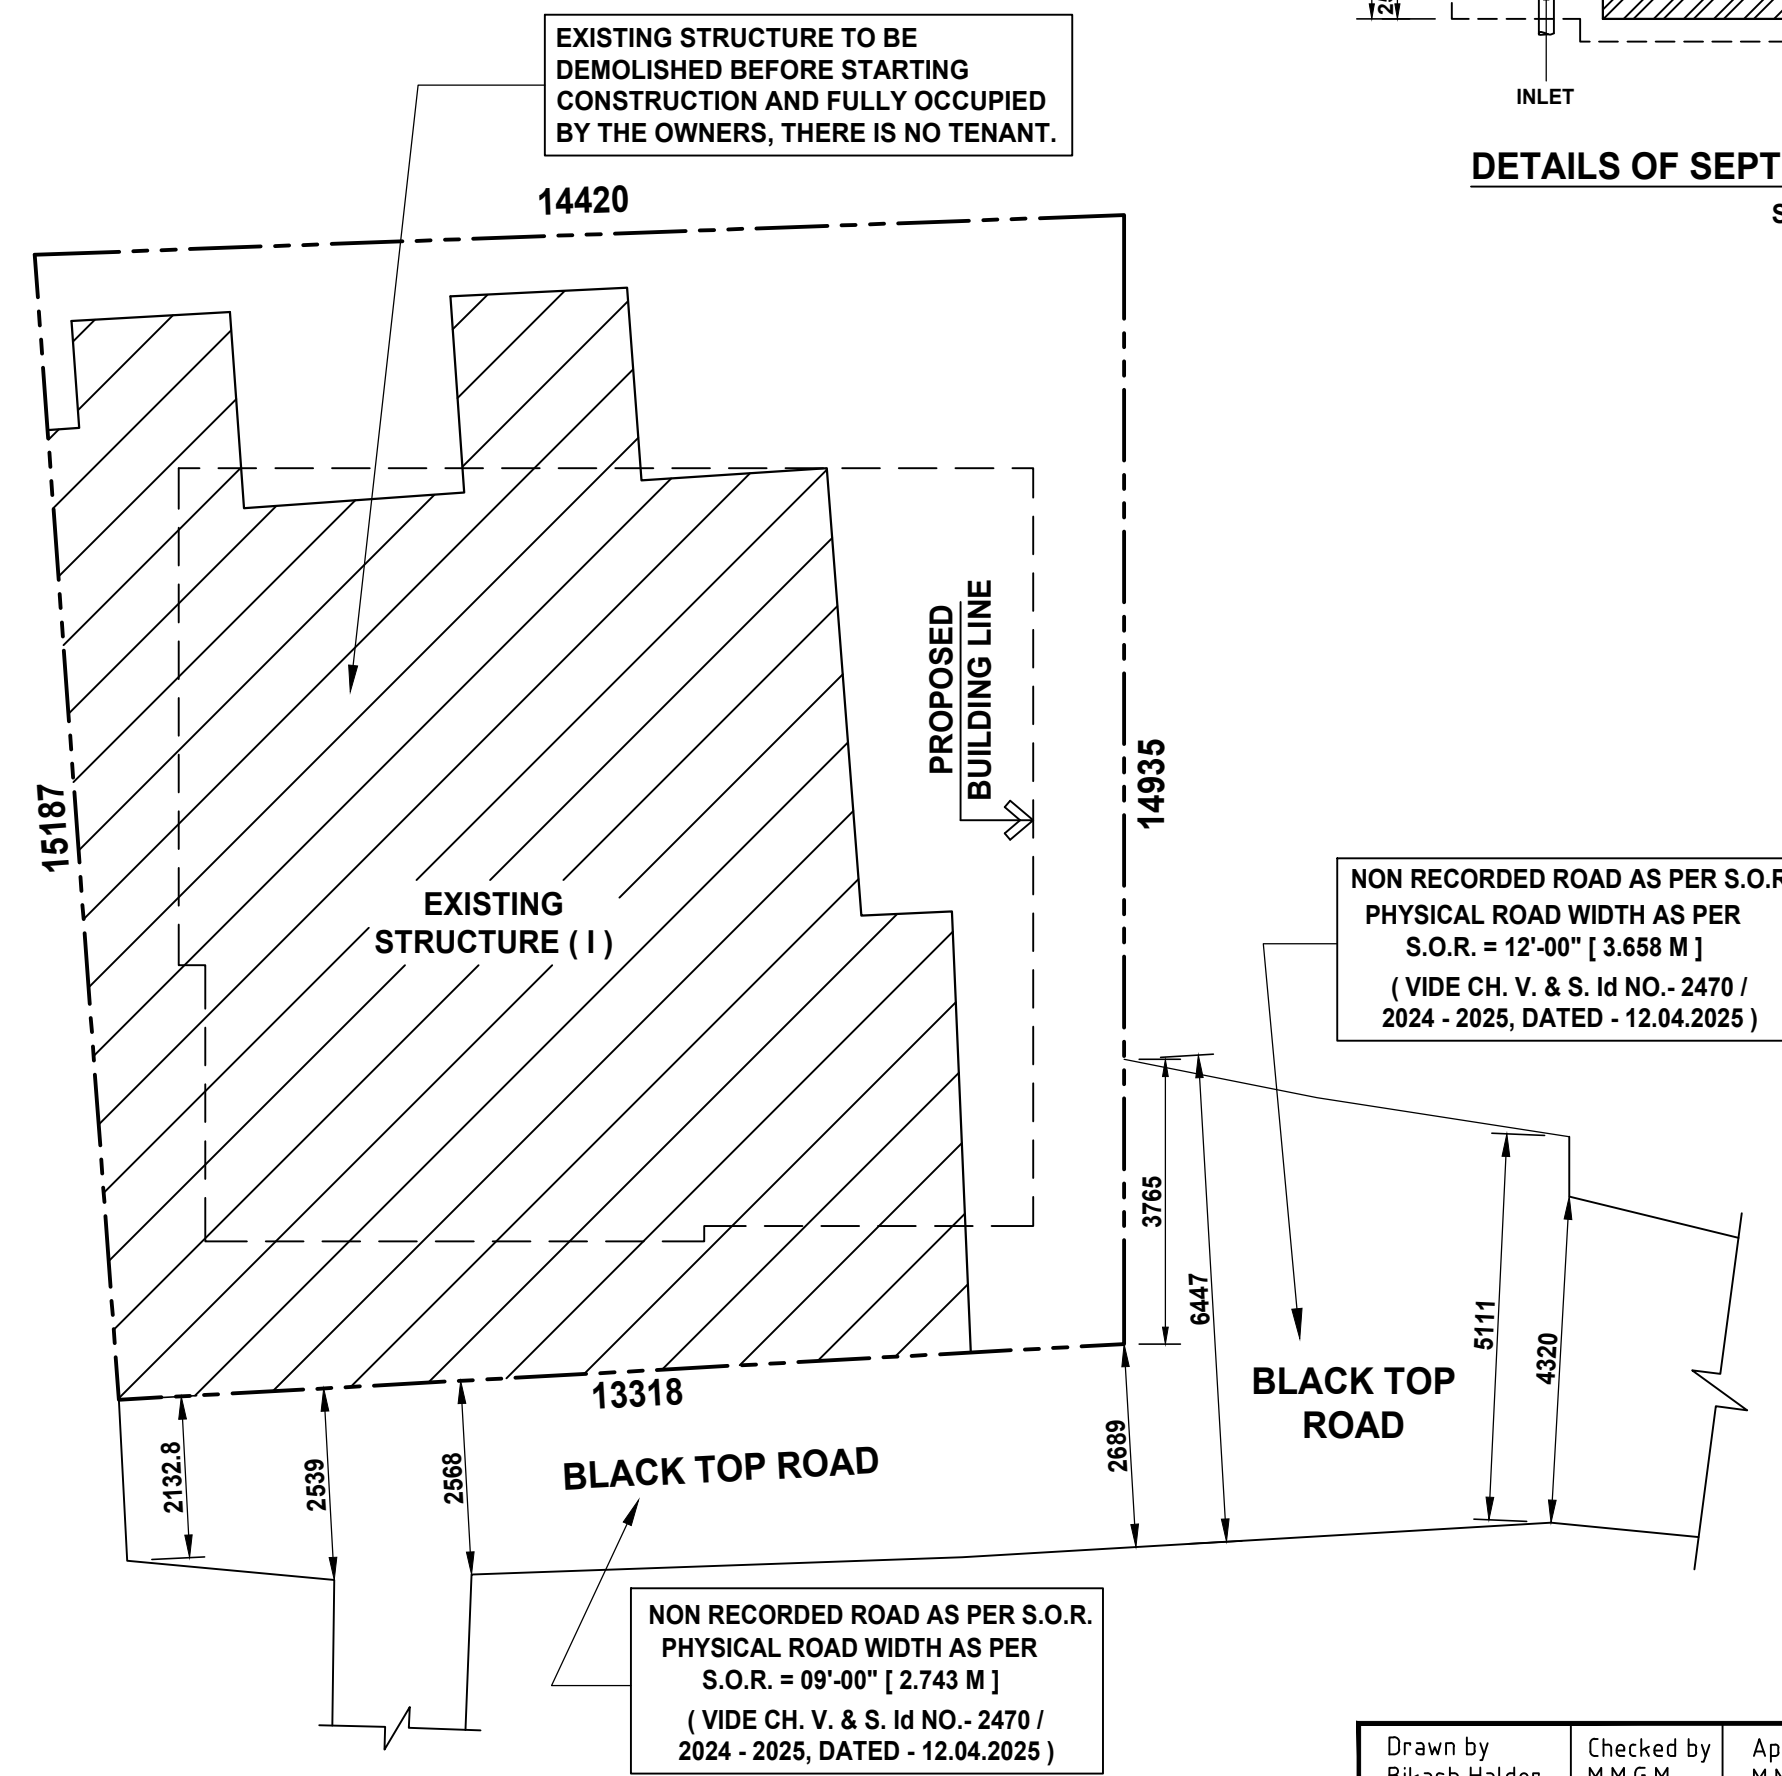 EXISTING STRUCTURE TO BE
DEMOLISHED BEFORE STARTING
CONSTRUCTION AND FULLY OCCUPIED
BY THE OWNERS, THERE IS NO TENANT.
INLET
DETAILS OF SEPT
S
14420
15187
14935
PROPOSED
BUILDING LINE
EXISTING
STRUCTURE ( I )
NON RECORDED ROAD AS PER S.O.R
PHYSICAL ROAD WIDTH AS PER
S.O.R. = 12'-00" [ 3.658 M ]
( VIDE CH. V. & S. Id NO.- 2470 /
2024 - 2025, DATED - 12.04.2025 )
3765
6447
5111
4320
13318
2132.8
2539
2568
2689
BLACK TOP ROAD
BLACK TOP
ROAD
NON RECORDED ROAD AS PER S.O.R.
PHYSICAL ROAD WIDTH AS PER
S.O.R. = 09'-00" [ 2.743 M ]
( VIDE CH. V. & S. Id NO.- 2470 /
2024 - 2025, DATED - 12.04.2025 )
Drawn by
Bikash Halder
Checked by
M.M.G.M
Ap